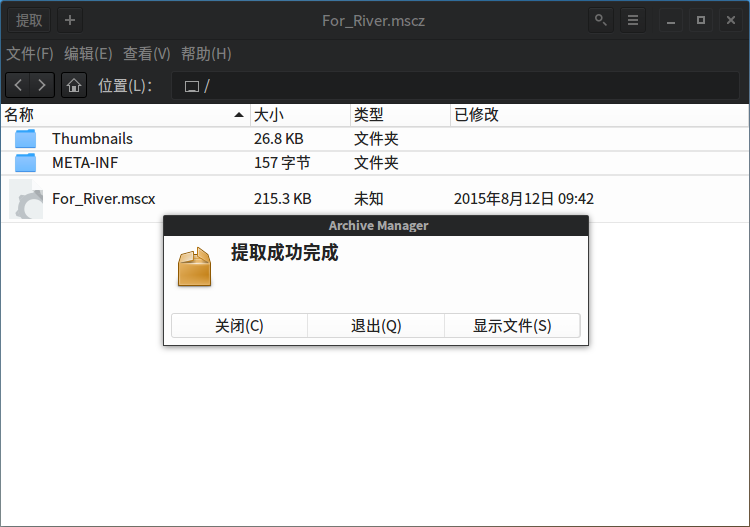 提取 For_River.mscz
文件(F) 编辑(E) 查看(V) 帮助(H)
位置(L)： /
名称 大小 类型 已修改
Thumbnails 26.8 KB 文件夹
META-INF 157 字节 文件夹
For_River.mscx 215.3 KB 未知 2015年8月12日 09:42
Archive Manager
提取成功完成
关闭(C) 退出(Q) 显示文件(S)